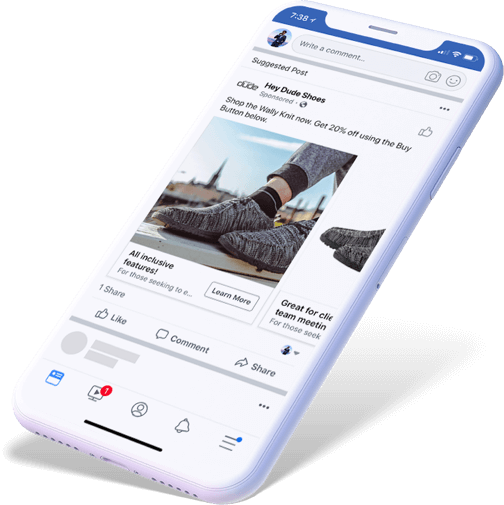 7:38
Write a comment...
Suggested Post
dude
Hey Dude Shoes
Sponsored ·
Shop the Wally Knit now. Get 20% off using the Buy
Button below.
All inclusive
features!
For those seeking to e...
Learn More
Great for clie
team meetin
For those seek
1 Share
Like
Comment
Share
1